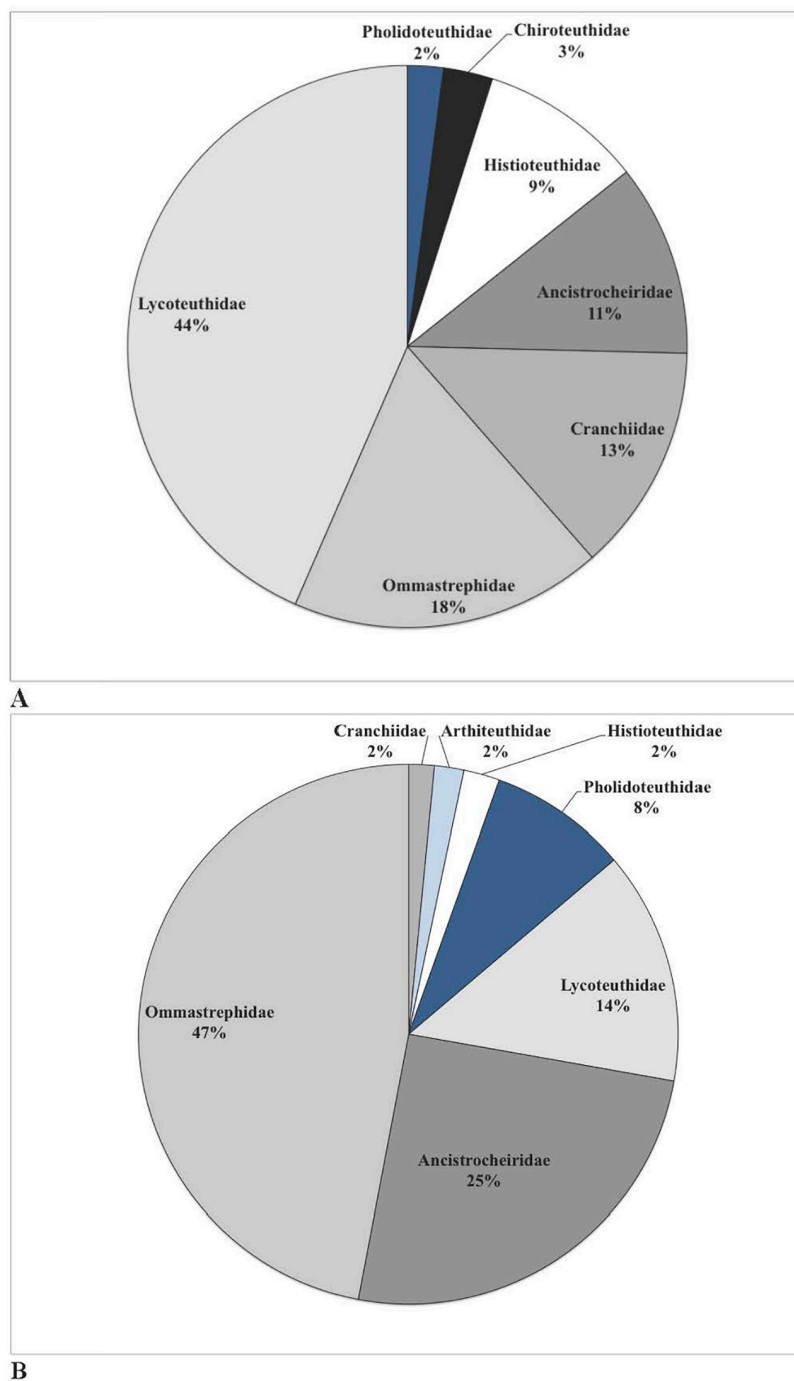 Pholidoteuthidae
2%
Chiroteuthidae
3%
Histioteuthidae
9%
Ancistrocheiridae
11%
Cranchiidae
13%
Ommastrephidae
18%
Lycoteuthidae
44%
A
Cranchiidae
2%
Arthiteuthidae
2%
Histioteuthidae
2%
Pholidoteuthidae
8%
Lycoteuthidae
14%
Ancistrocheiridae
25%
Ommastrephidae
47%
B